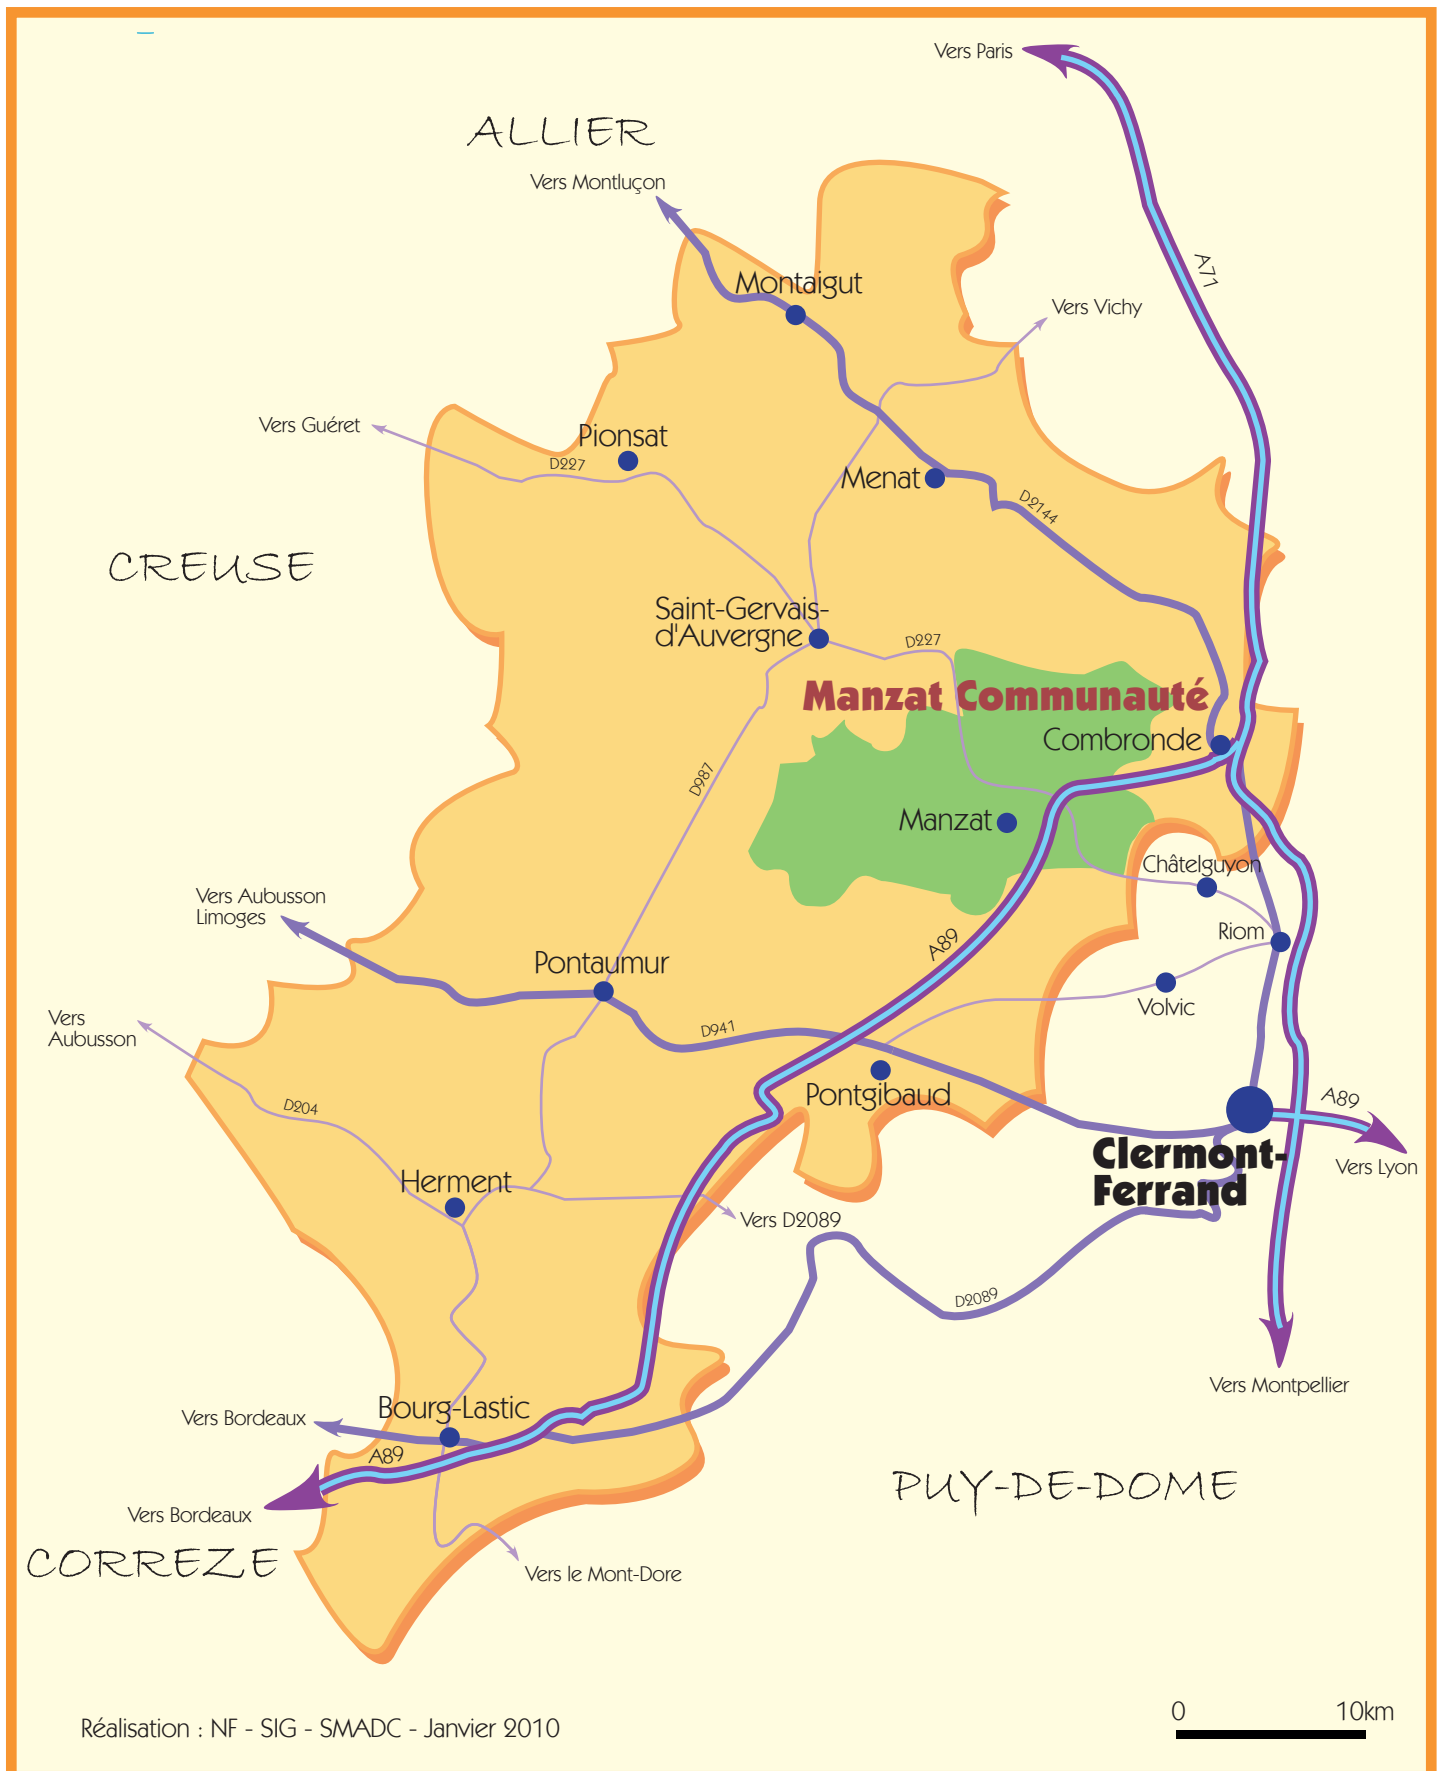 Vers Paris
ALLIER
Vers Montluçon
A71
Montaigut
Vers Vichy
Vers Guéret
Pionsat
D227
Menat
D2144
CREUSE
Saint-Gervais-
d'Auvergne
D227
Manzat Communauté
Combronde
D987
Manzat
Châtelguyon
Vers Aubusson
Limoges
Riom
A89
Pontaumur
Volvic
Vers
Aubusson
D941
Pontgibaud
D204
A89
Clermont-
Ferrand
Vers Lyon
Herment
Vers D2089
D2089
Vers Montpellier
Bourg-Lastic
Vers Bordeaux
A89
PUY-DE-DOME
Vers Bordeaux
CORREZE
Vers le Mont-Dore
0 10km
Réalisation : NF - SIG - SMADC - Janvier 2010